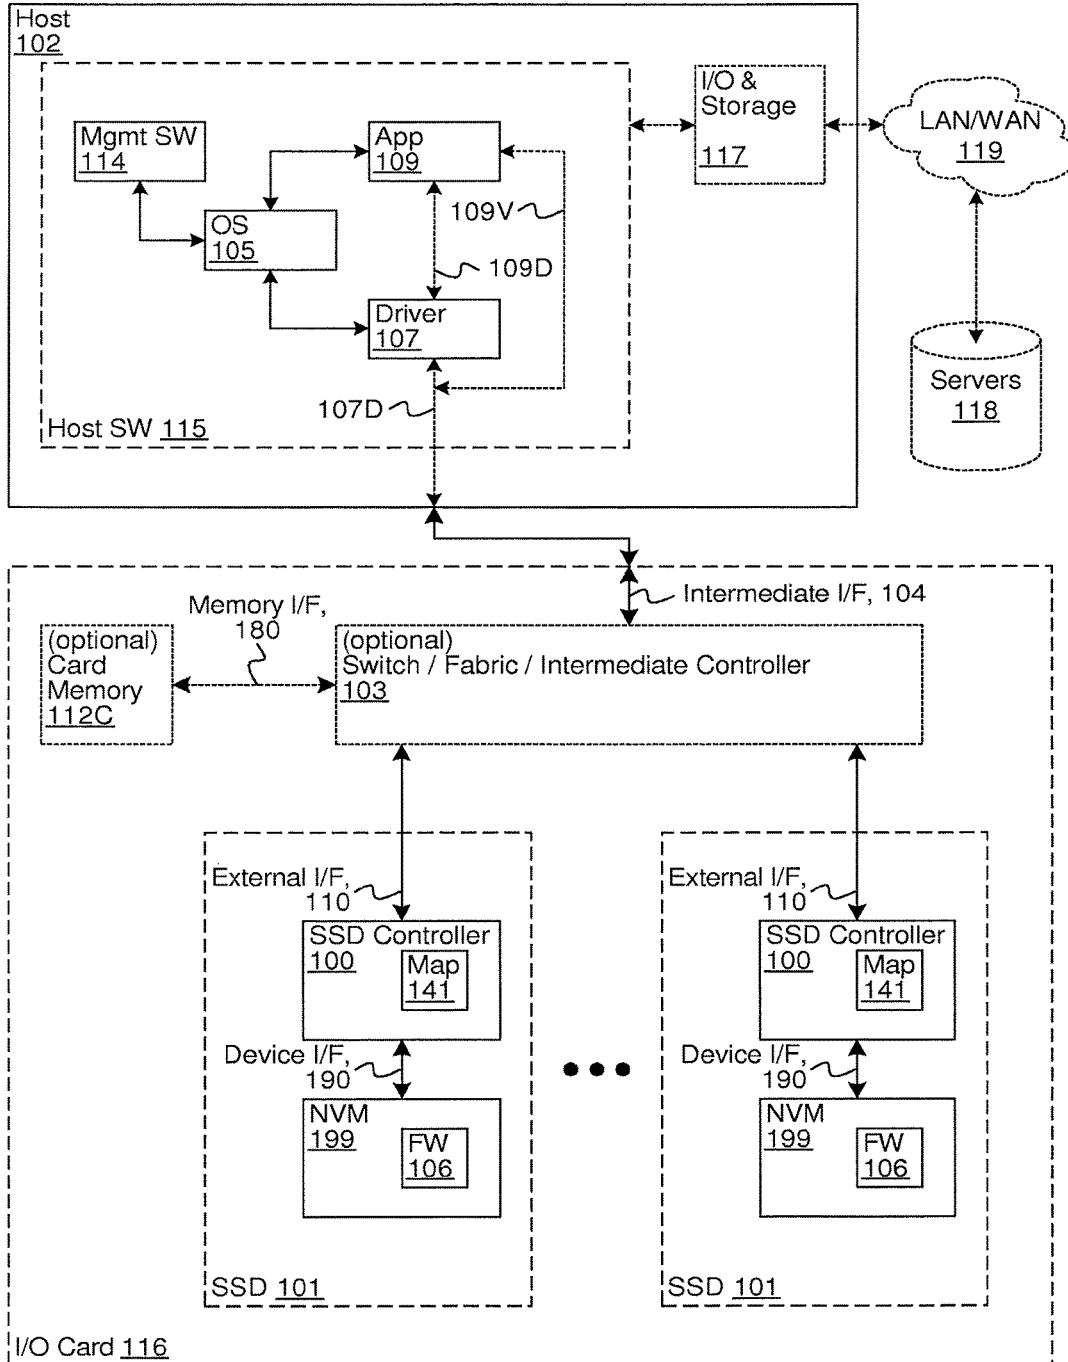 Host
102
I/O &
Storage
117
LAN/WAN
119
Mgmt SW
114
App
109
109V
OS
105
109D
Driver
107
Servers
118
107D
Host SW 115
Intermediate I/F, 104
Memory I/F,
180
(optional)
Card
Memory
112C
(optional)
Switch / Fabric / Intermediate Controller
103
External I/F,
110
External I/F,
110
SSD Controller
100
Map
141
SSD Controller
100
Map
141
Device I/F,
190
Device I/F,
190
NVM
199
FW
106
NVM
199
FW
106
SSD 101
SSD 101
I/O Card 116